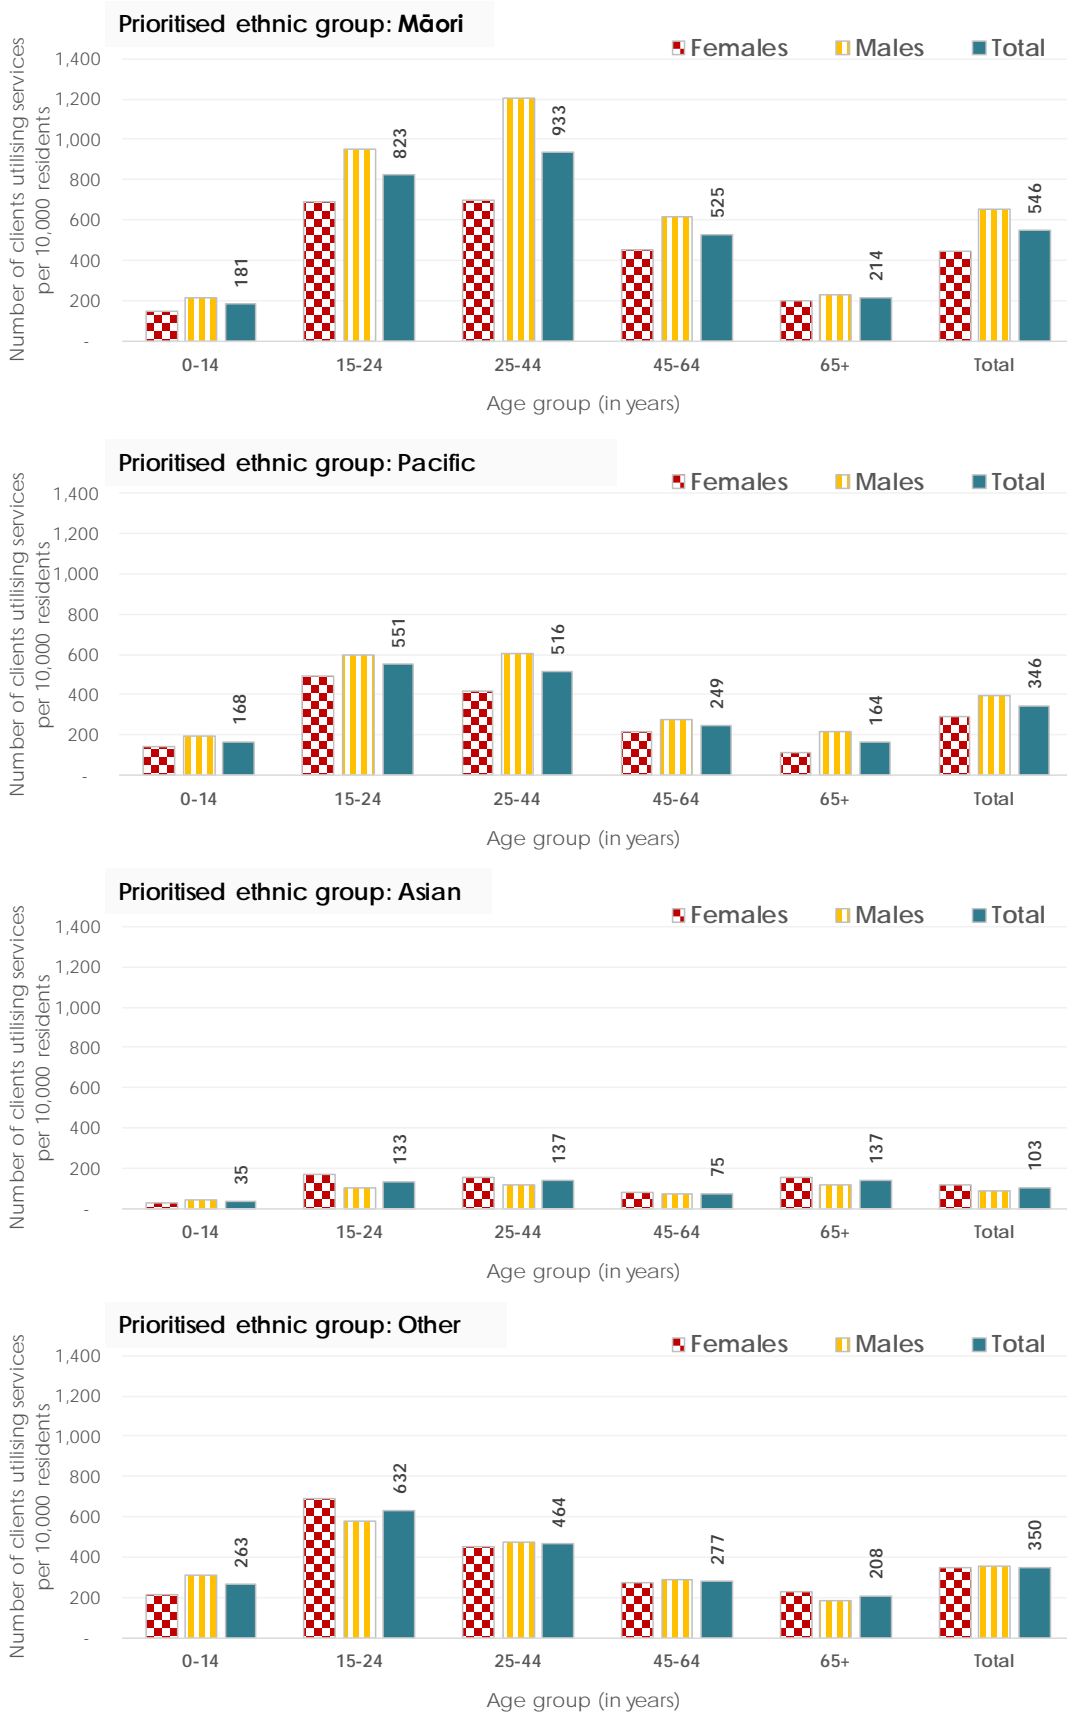 Prioritised ethnic group: Māori
Females Males Total
Number of clients utilising services
per 10,000 residents
1,400
1,200
1,000
800
600
400
200
-
181
823
933
525
214
546
0-14 15-24 25-44 45-64 65+ Total
Age group (in years)
Prioritised ethnic group: Pacific
Females Males Total
Number of clients utilising services
per 10,000 residents
1,400
1,200
1,000
800
600
400
200
-
168
551
516
249
164
346
0-14 15-24 25-44 45-64 65+ Total
Age group (in years)
Prioritised ethnic group: Asian
Females Males Total
Number of clients utilising services
per 10,000 residents
1,400
1,200
1,000
800
600
400
200
-
35
133
137
75
137
103
0-14 15-24 25-44 45-64 65+ Total
Age group (in years)
Prioritised ethnic group: Other
Females Males Total
Number of clients utilising services
per 10,000 residents
1,400
1,200
1,000
800
600
400
200
-
263
632
464
277
208
350
0-14 15-24 25-44 45-64 65+ Total
Age group (in years)